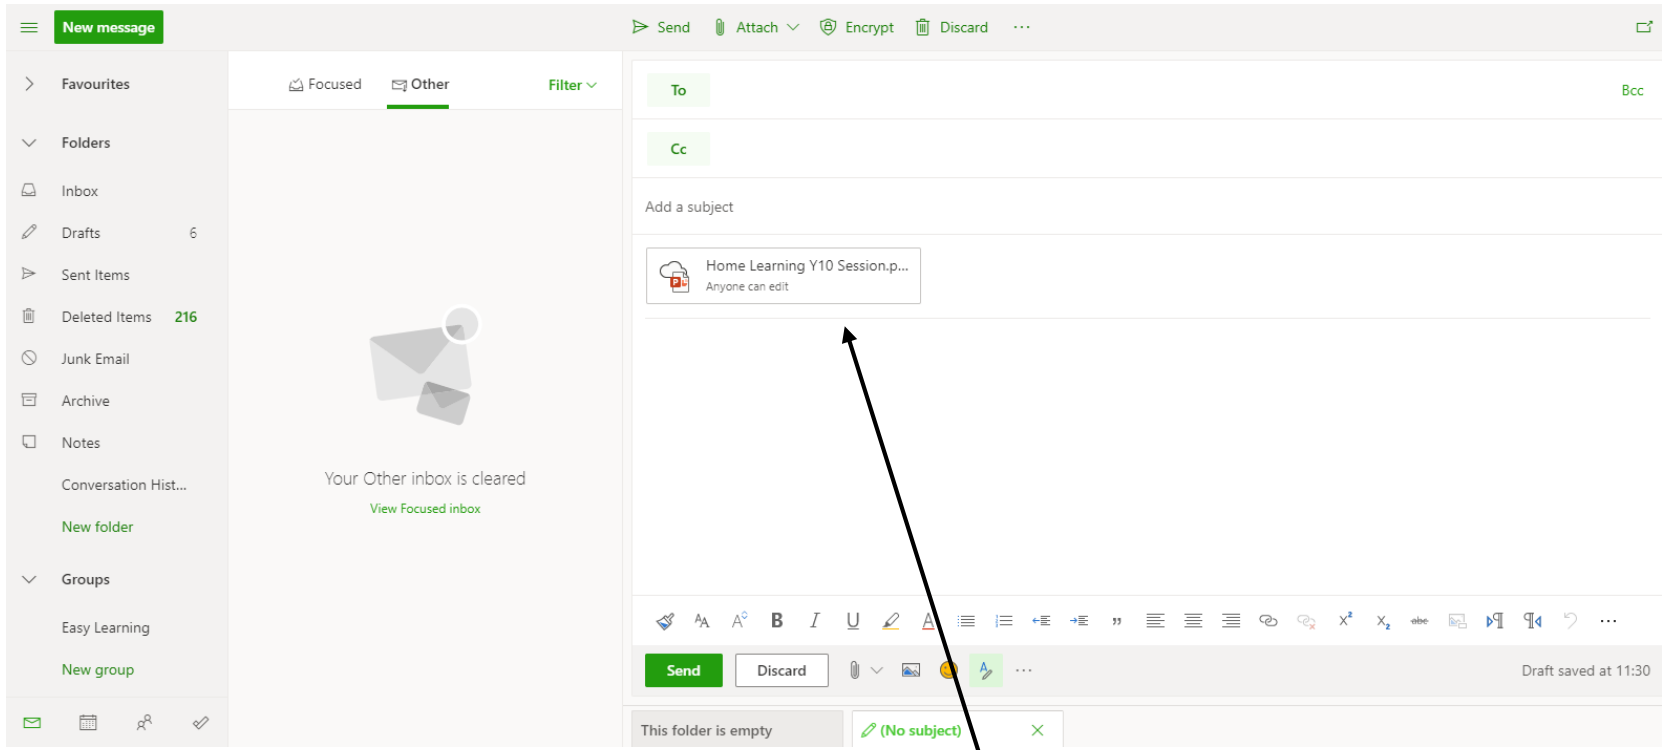 New message
Send Attach Encrypt Discard
Favourites
Folders
Inbox
Drafts 6
Sent Items
Deleted Items 216
Junk Email
Archive
Notes
Conversation Hist...
New folder
Groups
Easy Learning
New group
Focused Other Filter
Your Other inbox is cleared
View Focused inbox
To Bcc
Cc
Add a subject
Home Learning Y10 Session.p...
Anyone can edit
Send Discard Draft saved at 11:30
This folder is empty (No subject)